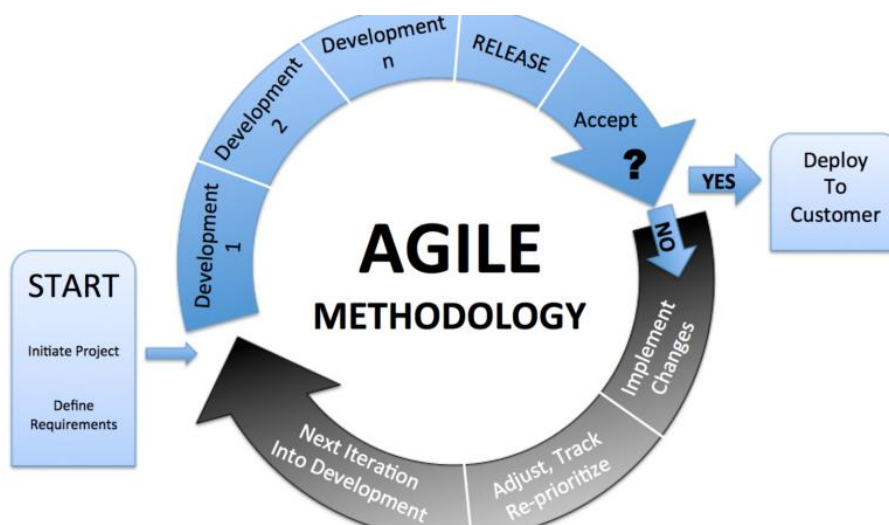 START
Initiate Project
Define
Requirements
Development
1
Development
2
Development
n
RELEASE
Accept
?
YES
Deploy
To
Customer
NO
Implement
Changes
Adjust, Track
Re-prioritize
Next Iteration
Into Development
AGILE
METHODOLOGY